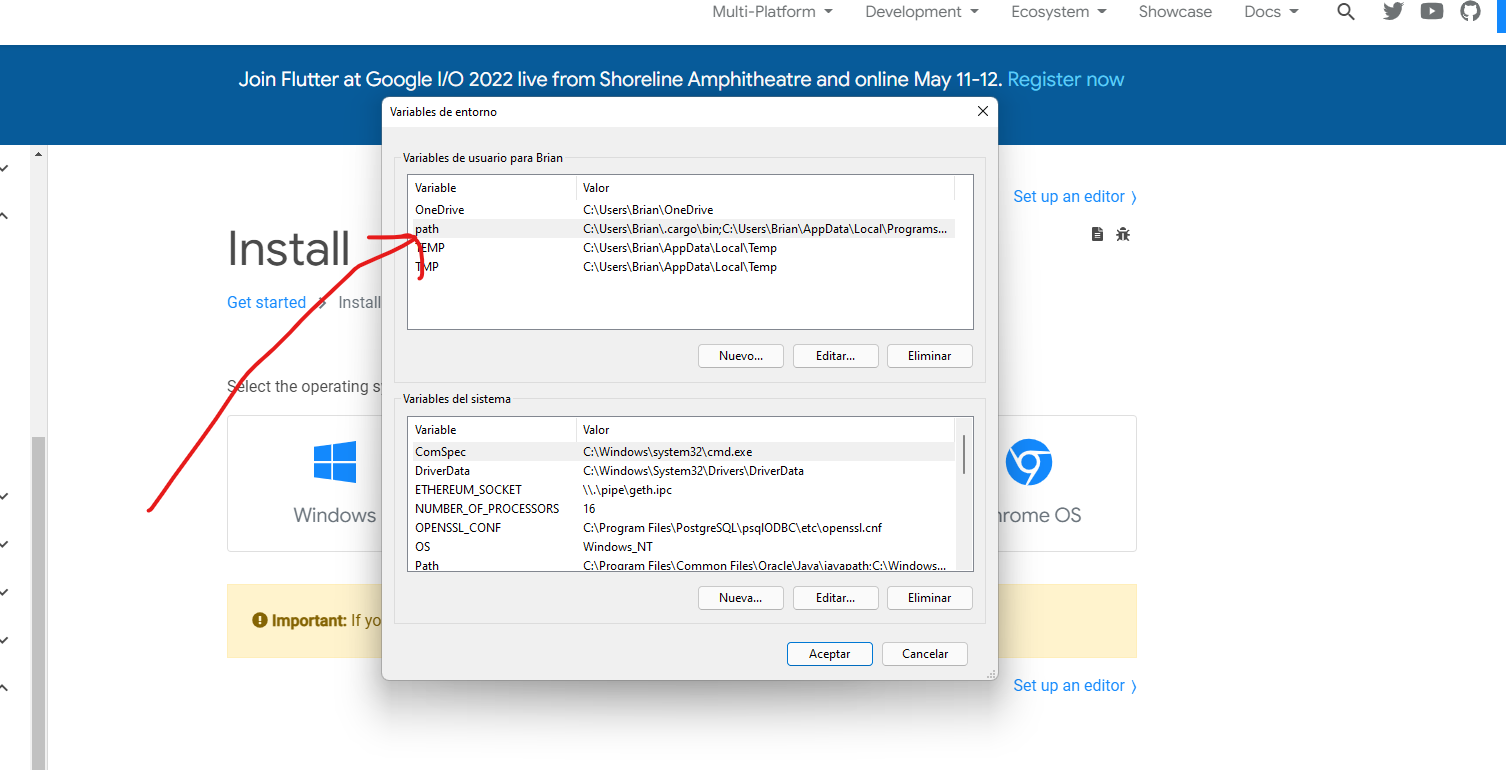 Multi-Platform Development Ecosystem Showcase Docs
Join Flutter at Google I/O 2022 live from Shoreline Amphitheatre and online May 11-12. Register now
Variables de entorno
Variables de usuario para Brian
Variable Valor
OneDrive C:\Users\Brian\OneDrive
path C:\Users\Brian\.cargo\bin;C:\Users\Brian\AppData\Local\Programs...
TEMP C:\Users\Brian\AppData\Local\Temp
TMP C:\Users\Brian\AppData\Local\Temp
Nuevo... Editar... Eliminar
Variables del sistema
Variable Valor
ComSpec C:\Windows\system32\cmd.exe
DriverData C:\Windows\System32\Drivers\DriverData
ETHEREUM_SOCKET \\.\pipe\geth.ipc
NUMBER_OF_PROCESSORS 16
OPENSSL_CONF C:\Program Files\PostgreSQL\psqlODBC\etc\openssl.cnf
OS Windows_NT
Path C:\Program Files\Common Files\Oracle\Java\javapath;C:\Windows...
Nueva... Editar... Eliminar
Aceptar Cancelar
Set up an editor
Install
Get started Install
Select the operating sy
Windows
hrome OS
Important: If yo
Set up an editor